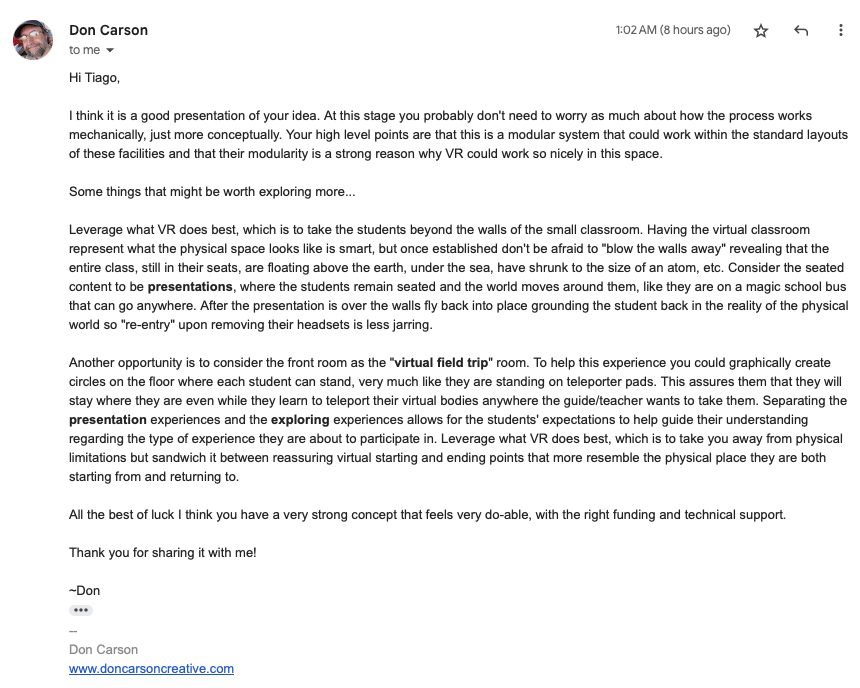 Don Carson
1:02 AM (8 hours ago)
to me
Hi Tiago,
I think it is a good presentation of your idea. At this stage you probably don't need to worry as much about how the process works
mechanically, just more conceptually. Your high level points are that this is a modular system that could work within the standard layouts
of these facilities and that their modularity is a strong reason why VR could work so nicely in this space.
Some things that might be worth exploring more...
Leverage what VR does best, which is to take the students beyond the walls of the small classroom. Having the virtual classroom
represent what the physical space looks like is smart, but once established don't be afraid to "blow the walls away" revealing that the
entire class, still in their seats, are floating above the earth, under the sea, have shrunk to the size of an atom, etc. Consider the seated
content to be presentations, where the students remain seated and the world moves around them, like they are on a magic school bus
that can go anywhere. After the presentation is over the walls fly back into place grounding the student back in the reality of the physical
world so "re-entry" upon removing their headsets is less jarring.
Another opportunity is to consider the front room as the "virtual field trip" room. To help this experience you could graphically create
circles on the floor where each student can stand, very much like they are standing on teleporter pads. This assures them that they will
stay where they are even while they learn to teleport their virtual bodies anywhere the guide/teacher wants to take them. Separating the
presentation experiences and the exploring experiences allows for the students' expectations to help guide their understanding
regarding the type of experience they are about to participate in. Leverage what VR does best, which is to take you away from physical
limitations but sandwich it between reassuring virtual starting and ending points that more resemble the physical place they are both
starting from and returning to.
All the best of luck I think you have a very strong concept that feels very do-able, with the right funding and technical support.
Thank you for sharing it with me!
~Don
--
Don Carson
www.doncarsoncreative.com